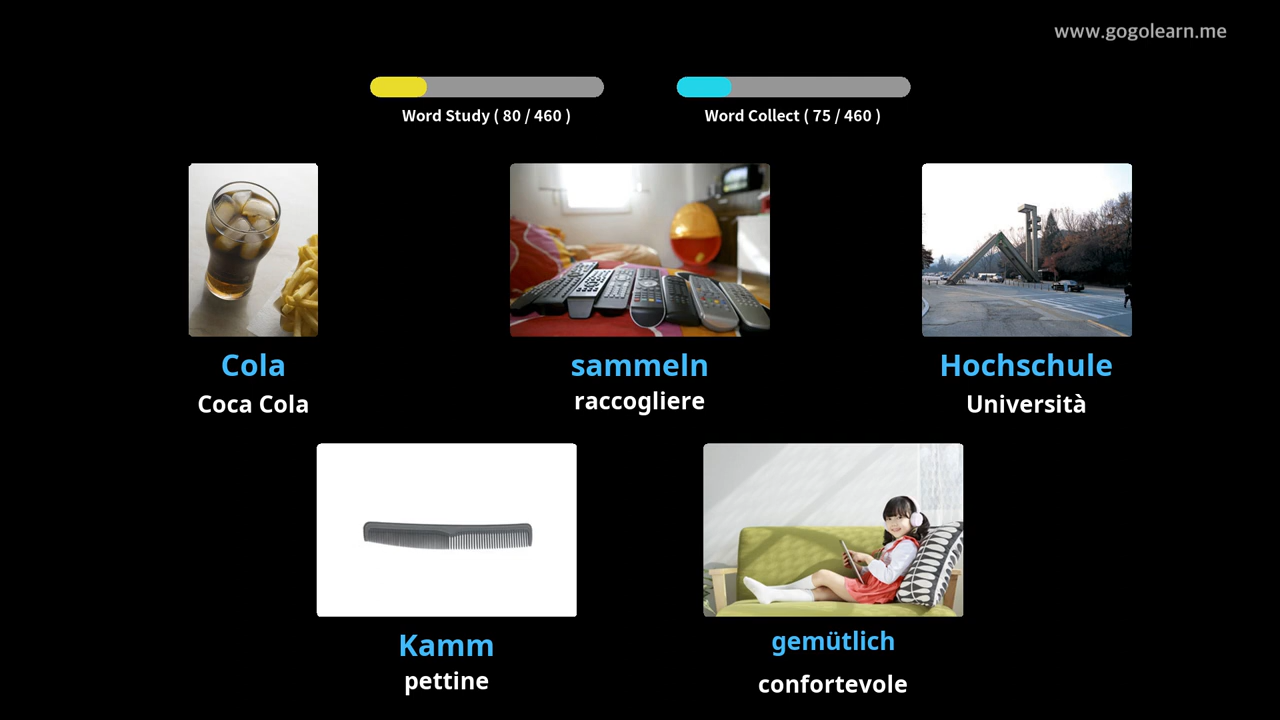 www.gogolearn.me
Word Study ( 80 / 460 )
Word Collect ( 75 / 460 )
Cola
Coca Cola
sammeln
raccogliere
Hochschule
Università
Kamm
pettine
gemütlich
confortevole